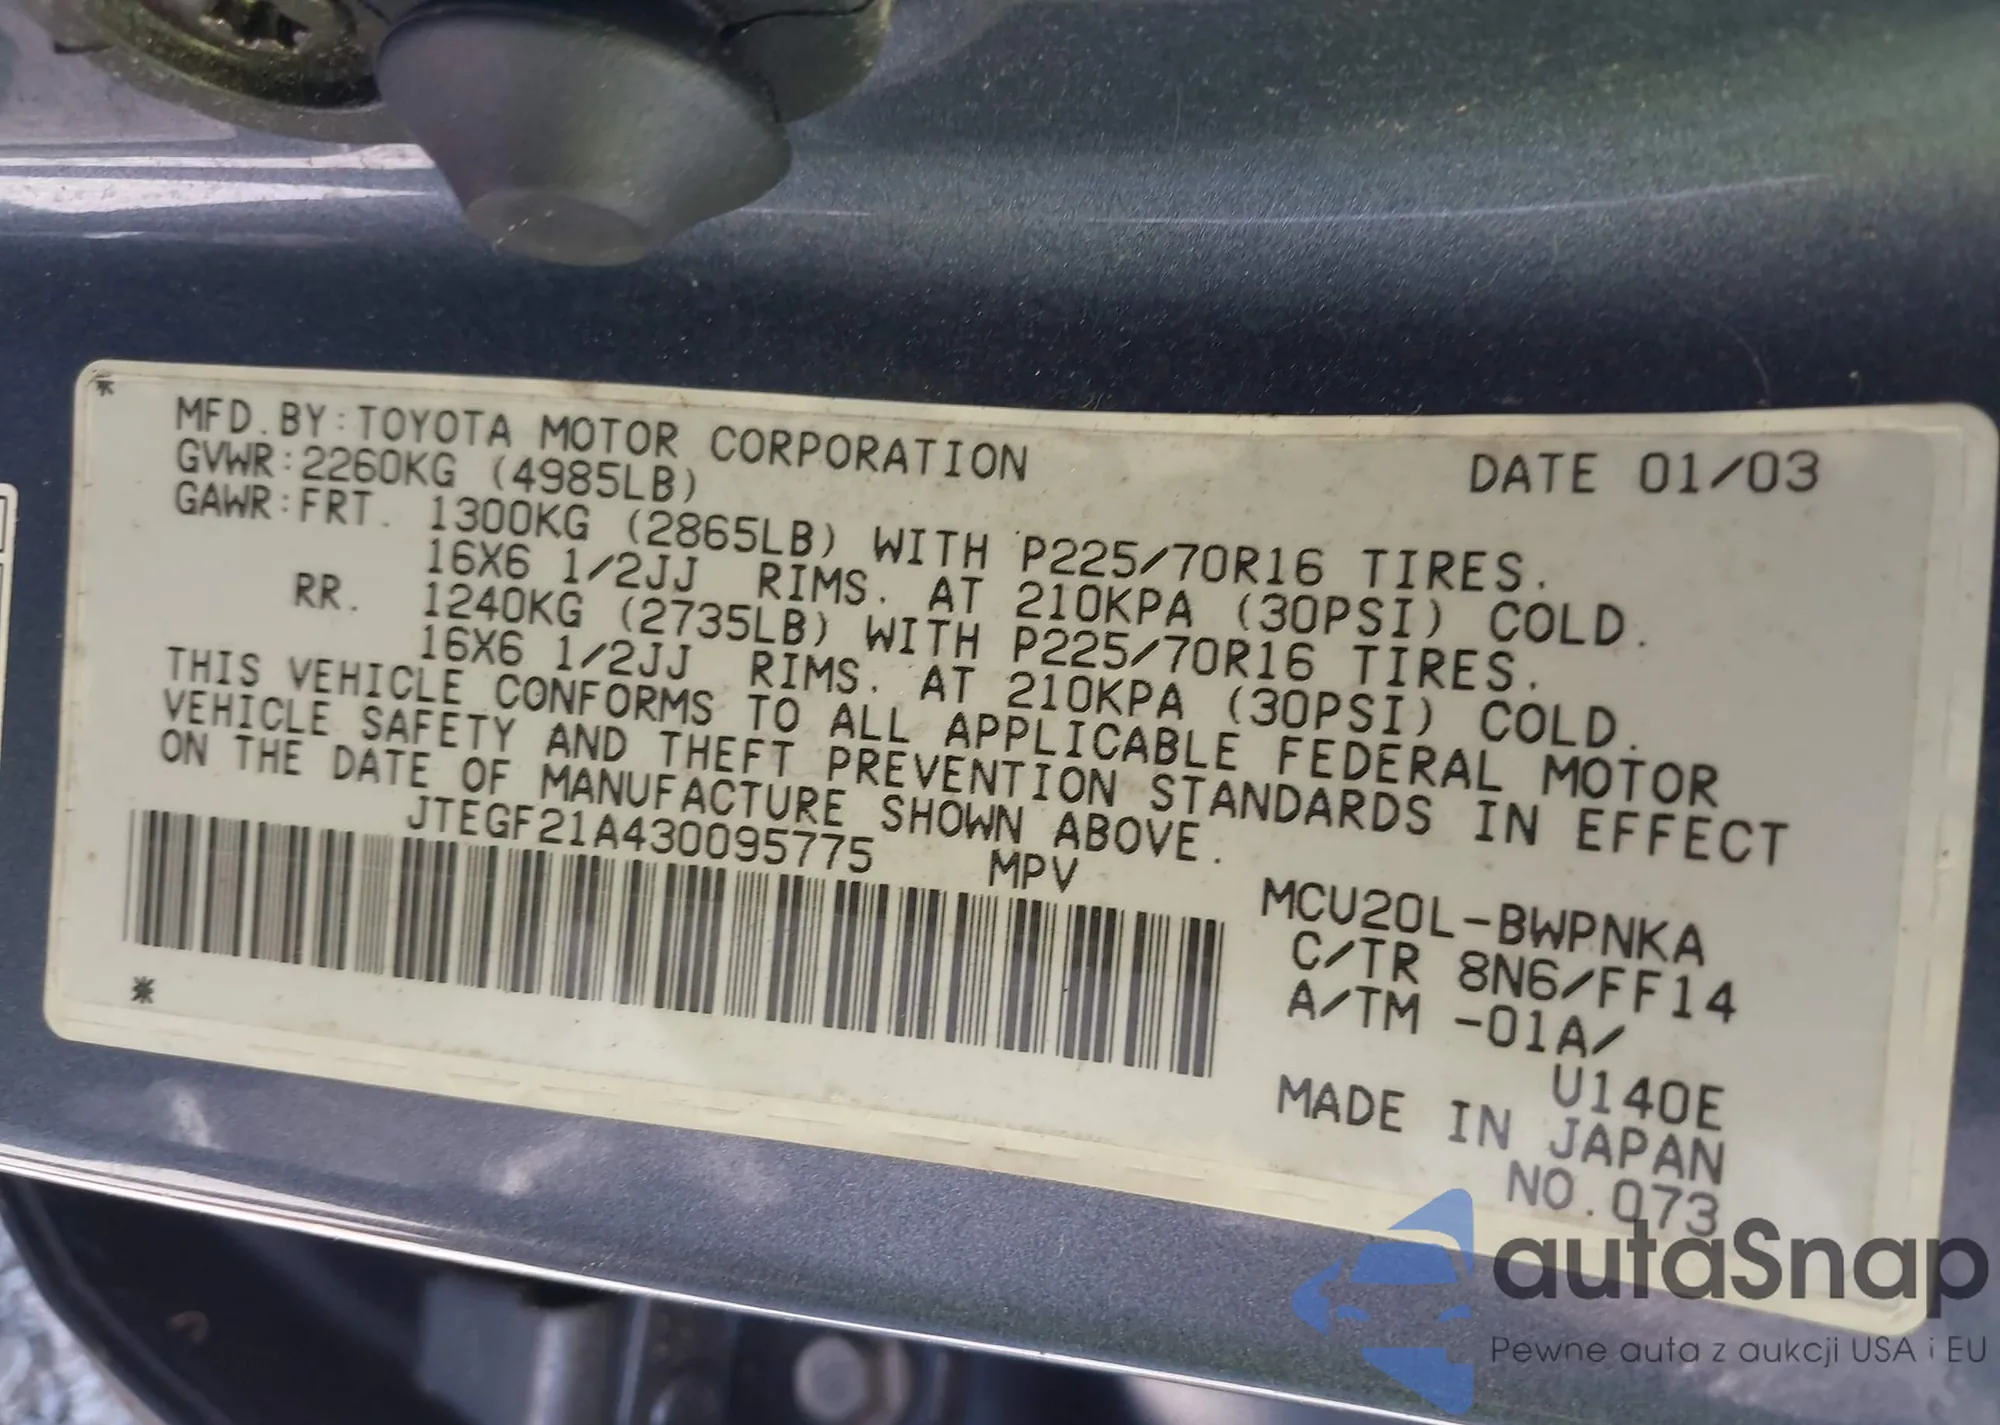 MFD.BY:TOYOTA MOTOR CORPORATION DATE 01/03
GVWR:2260KG (4985LB)
GAWR:FRT. 1300KG (2865LB) WITH P225/70R16 TIRES.
16X6 1/2JJ RIMS. AT 210KPA (30PSI) COLD.
RR. 1240KG (2735LB) WITH P225/70R16 TIRES.
16X6 1/2JJ RIMS. AT 210KPA (30PSI) COLD.
THIS VEHICLE CONFORMS TO ALL APPLICABLE FEDERAL MOTOR
VEHICLE SAFETY AND THEFT PREVENTION STANDARDS IN EFFECT
ON THE DATE OF MANUFACTURE SHOWN ABOVE.
JTEGF21A430095775 MPV
MCU20L-BWPNKA
C/TR 8N6/FF14
A/TM -01A/
U140E
MADE IN JAPAN
NO.073
autaSnap
Pewne auta z aukcji USA i EU